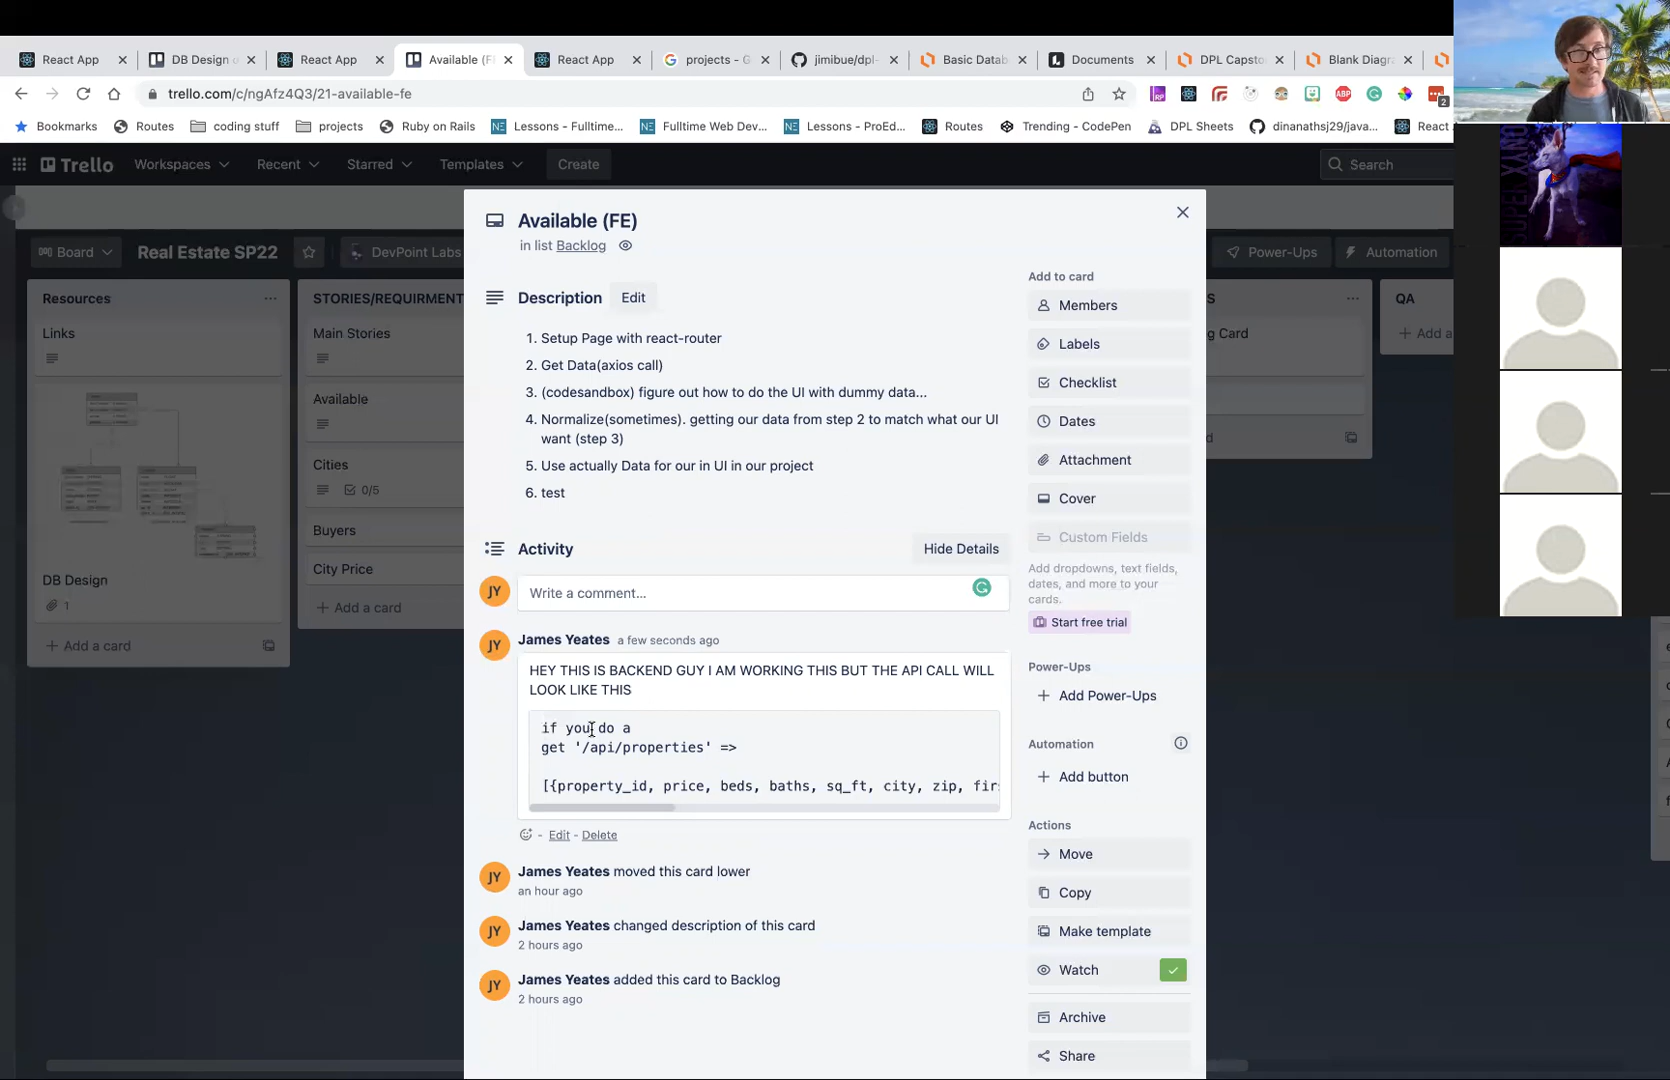 React App
DB Design o
React App
Available (F
React App
projects - G
jimibue/dpl-
Basic Datab
Documents
DPL Capsto
Blank Diagra
trello.com/c/ngAfz4Q3/21-available-fe
2
Bookmarks
Routes
coding stuff
projects
Ruby on Rails
Lessons - Fulltime...
Fulltime Web Dev...
Lessons - ProEd...
Routes
Trending - CodePen
DPL Sheets
dinanathsj29/java...
React
Trello
Workspaces
Recent
Starred
Templates
Create
Search
Board
Real Estate SP22
DevPoint Labs
Power-Ups
Automation
Resources
Links
DB Design
1
+ Add a card
STORIES/REQUIRMENT
Main Stories
Available
Cities
0/5
Buyers
City Price
+ Add a card
Available (FE)
in list Backlog
Description
Edit
1. Setup Page with react-router
2. Get Data(axios call)
3. (codesandbox) figure out how to do the UI with dummy data...
4. Normalize(sometimes). getting our data from step 2 to match what our UI
want (step 3)
5. Use actually Data for our in UI in our project
6. test
Activity
Hide Details
JY
Write a comment...
JY
James Yeates a few seconds ago
HEY THIS IS BACKEND GUY I AM WORKING THIS BUT THE API CALL WILL
LOOK LIKE THIS
if you do a
get '/api/properties' =>
[{property_id, price, beds, baths, sq_ft, city, zip, firs
- Edit - Delete
JY
James Yeates moved this card lower
an hour ago
JY
James Yeates changed description of this card
2 hours ago
JY
James Yeates added this card to Backlog
2 hours ago
Add to card
Members
Labels
Checklist
Dates
Attachment
Cover
Custom Fields
Add dropdowns, text fields,
dates, and more to your
cards.
Start free trial
Power-Ups
+ Add Power-Ups
Automation
+ Add button
Actions
Move
Copy
Make template
Watch
Archive
Share
S
g Card
d
QA
+ Add a
SUPER XANO